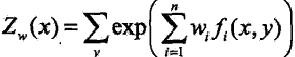 Z_w(x) = \sum_y \exp\left(\sum_{i=1}^{n} w_i f_i(x, y)\right)